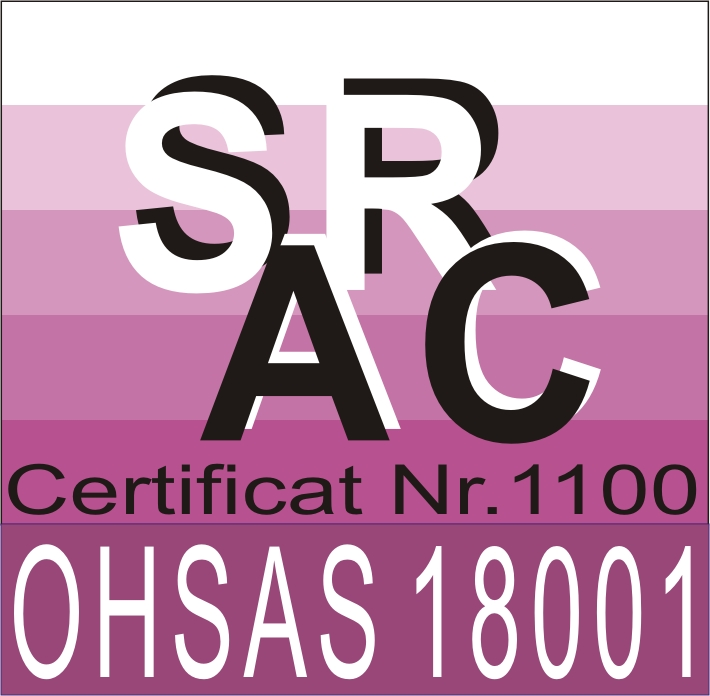 SR
AC
Certificat Nr.1100
OHSAS 18001